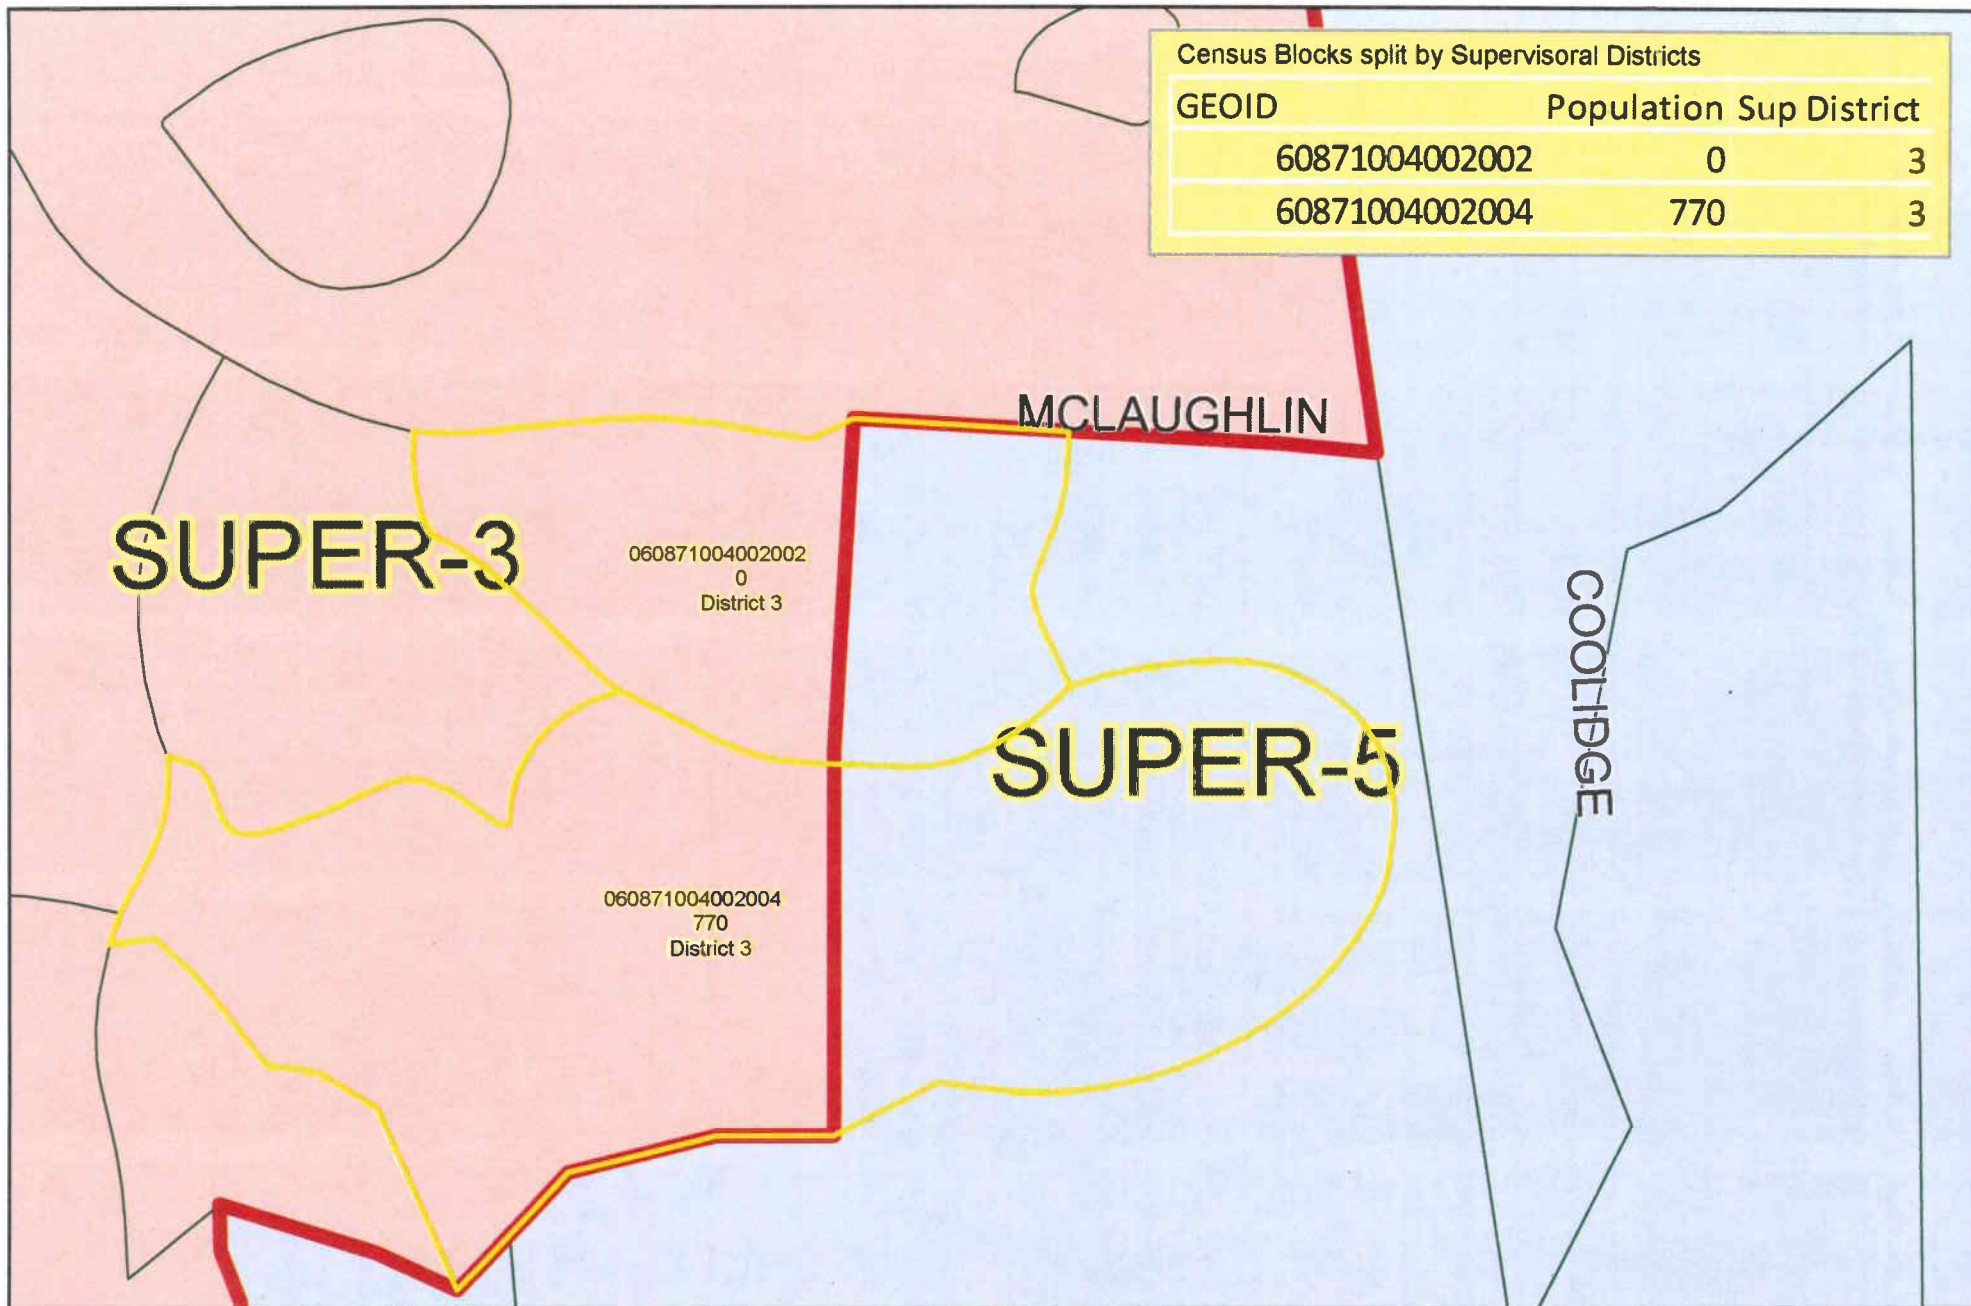 Census Blocks split by Supervisoral Districts
GEOID Population Sup District
60871004002002 0 3
60871004002004 770 3
MCLAUGHLIN
SUPER-3
060871004002002
0
District 3
COOLIDGE
SUPER-5
060871004002004
770
District 3